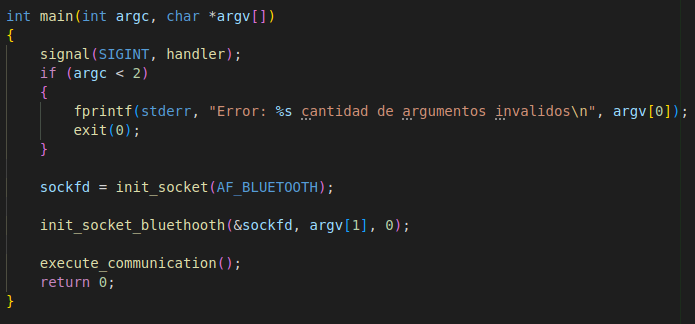 int main(int argc, char *argv[])
{
    signal(SIGINT, handler);
    if (argc < 2)
    {
        fprintf(stderr, "Error: %s cantidad de argumentos invalidos\n", argv[0]);
        exit(0);
    }

    sockfd = init_socket(AF_BLUETOOTH);

    init_socket_bluethooth(&sockfd, argv[1], 0);

    execute_communication();
    return 0;
}